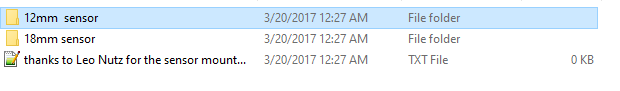 12mm  sensor 3/20/2017 12:27 AM File folder
18mm sensor 3/20/2017 12:27 AM File folder
thanks to Leo Nutz for the sensor mount... 3/20/2017 12:27 AM TXT File 0 KB